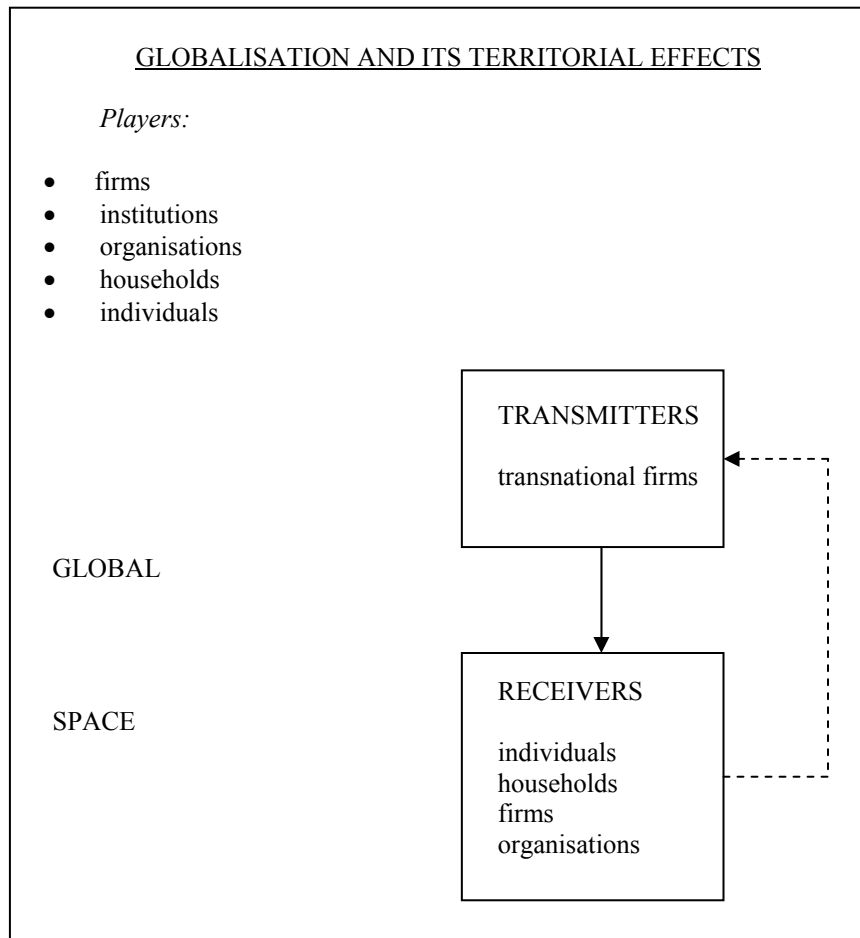 GLOBALISATION AND ITS TERRITORIAL EFFECTS
Players:
• firms
• institutions
• organisations
• households
• individuals
TRANSMITTERS
transnational firms
GLOBAL
SPACE
RECEIVERS
individuals
households
firms
organisations